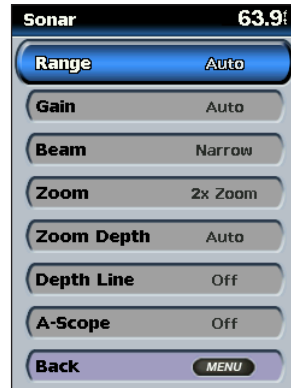 Sonar 63.9ft
Range Auto
Gain Auto
Beam Narrow
Zoom 2x Zoom
Zoom Depth Auto
Depth Line Off
A-Scope Off
Back MENU